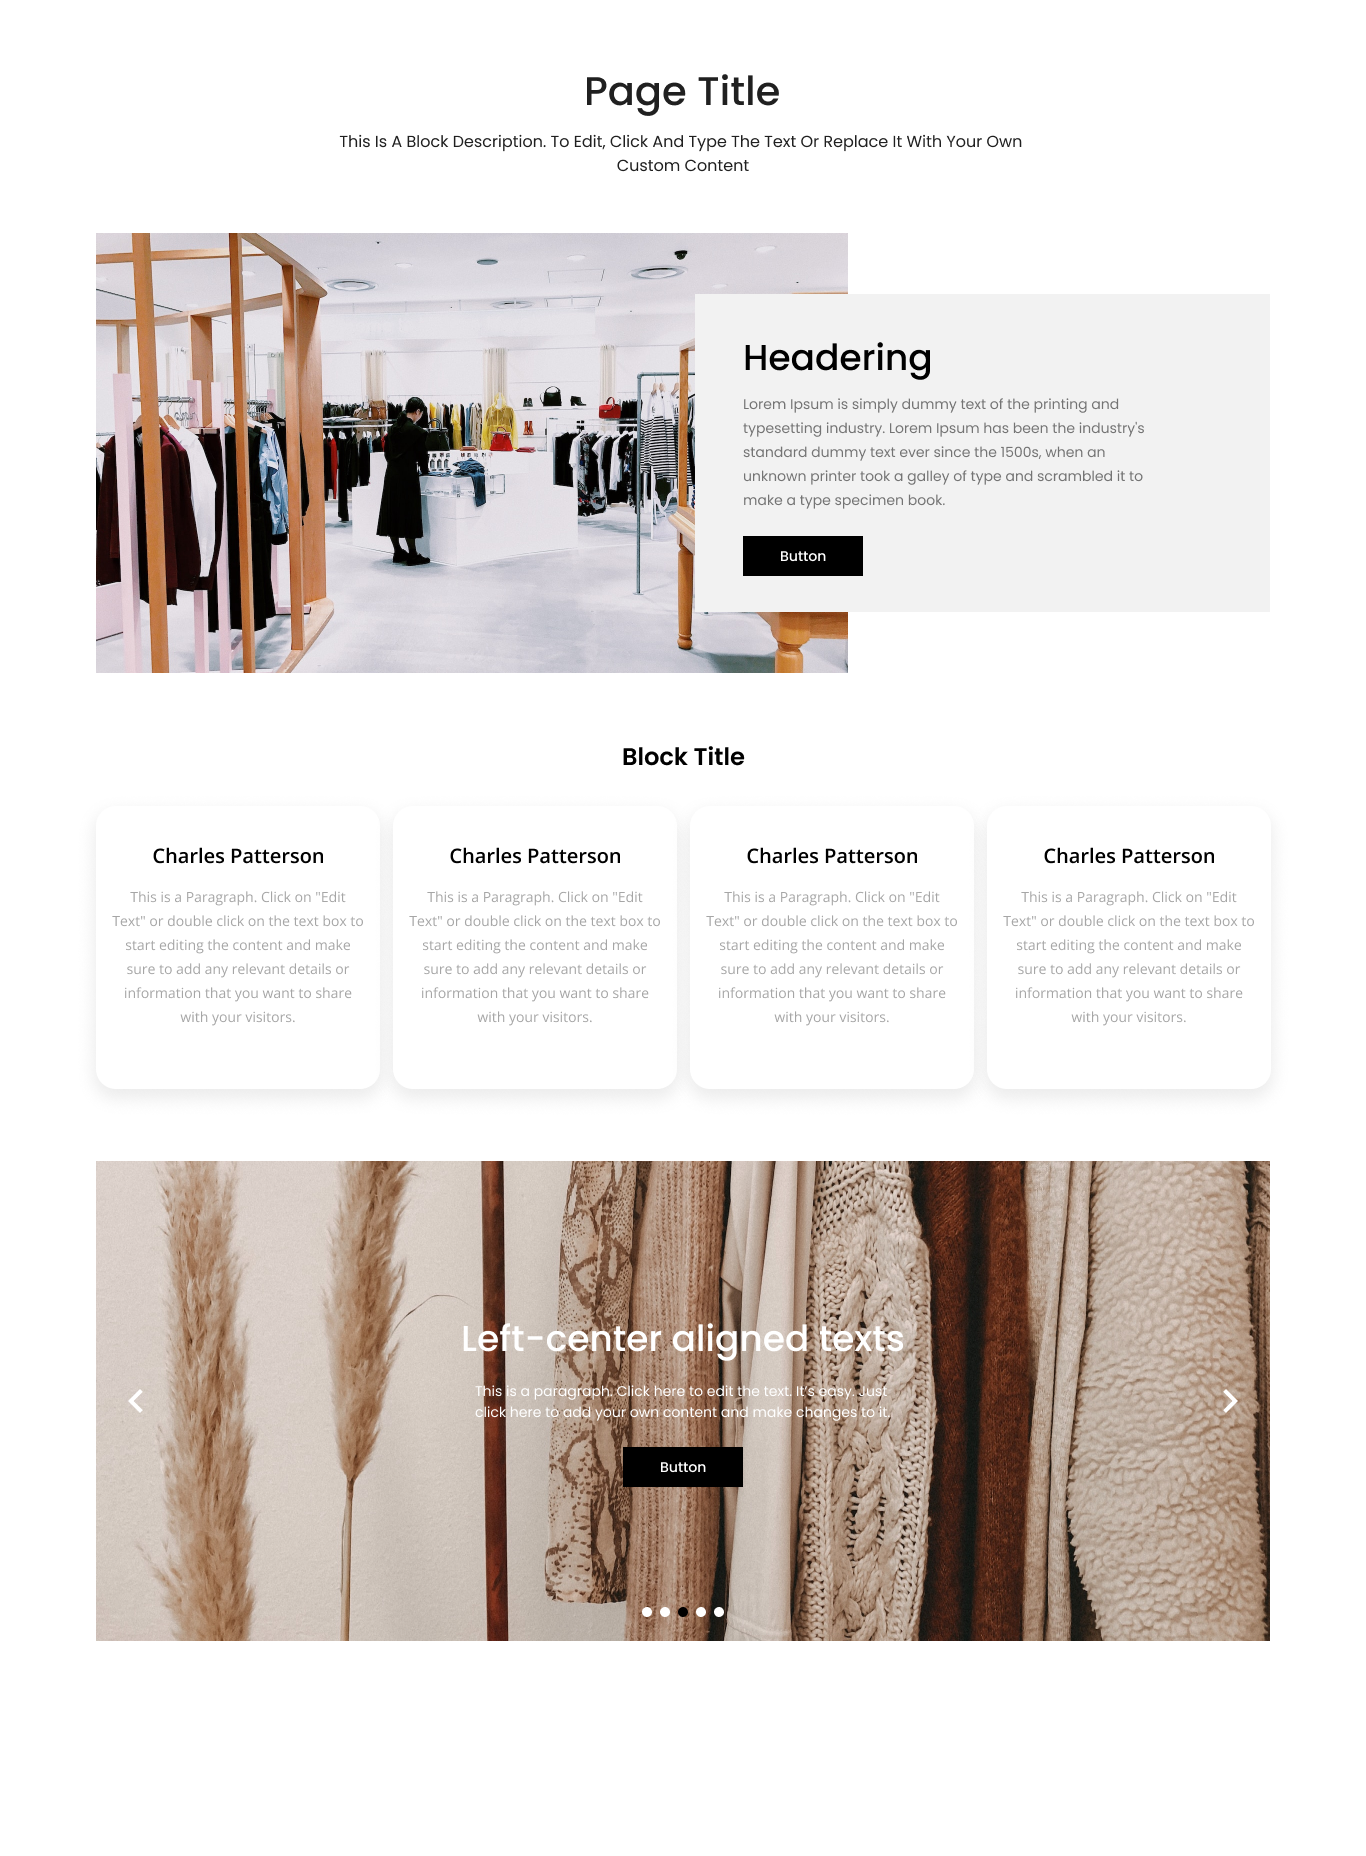 Page Title
This Is A Block Description. To Edit, Click And Type The Text Or Replace It With Your Own
Custom Content
Headering
Lorem Ipsum is simply dummy text of the printing and
typesetting industry. Lorem Ipsum has been the industry's
standard dummy text ever since the 1500s, when an
unknown printer took a galley of type and scrambled it to
make a type specimen book.
Button
Block Title
Charles Patterson
This is a Paragraph. Click on "Edit
Text" or double click on the text box to
start editing the content and make
sure to add any relevant details or
information that you want to share
with your visitors.
Charles Patterson
This is a Paragraph. Click on "Edit
Text" or double click on the text box to
start editing the content and make
sure to add any relevant details or
information that you want to share
with your visitors.
Charles Patterson
This is a Paragraph. Click on "Edit
Text" or double click on the text box to
start editing the content and make
sure to add any relevant details or
information that you want to share
with your visitors.
Charles Patterson
This is a Paragraph. Click on "Edit
Text" or double click on the text box to
start editing the content and make
sure to add any relevant details or
information that you want to share
with your visitors.
Left-center aligned texts
This is a paragraph. Click here to edit the text. It's easy. Just
click here to add your own content and make changes to it.
Button